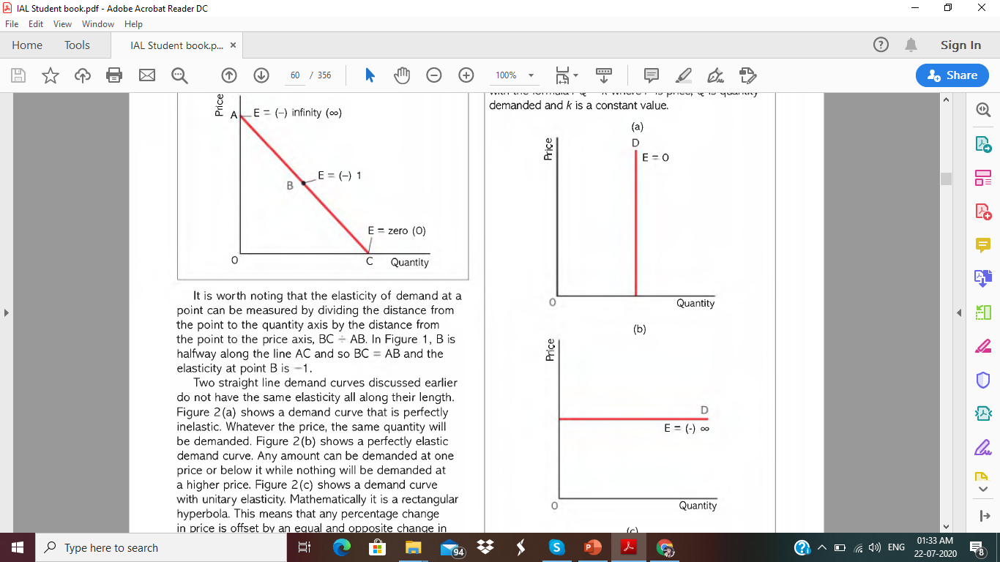 IAL Student book.pdf - Adobe Acrobat Reader DC
File Edit View Window Help
Home Tools IAL Student book.p... × Sign In
60 / 356 100% Share
Price
A E = (–) infinity (∞)
B E = (–) 1
E = zero (0)
0 C Quantity
It is worth noting that the elasticity of demand at a
point can be measured by dividing the distance from
the point to the quantity axis by the distance from
the point to the price axis, BC ÷ AB. In Figure 1, B is
halfway along the line AC and so BC = AB and the
elasticity at point B is –1.
Two straight line demand curves discussed earlier
do not have the same elasticity all along their length.
Figure 2(a) shows a demand curve that is perfectly
inelastic. Whatever the price, the same quantity will
be demanded. Figure 2(b) shows a perfectly elastic
demand curve. Any amount can be demanded at one
price or below it while nothing will be demanded at
a higher price. Figure 2(c) shows a demand curve
with unitary elasticity. Mathematically it is a rectangular
hyperbola. This means that any percentage change
in price is offset by an equal and opposite change in
demanded and k is a constant value.
(a)
Price
D
E = 0
0
Quantity
(b)
Price
D
E = (-) ∞
0
Quantity
(c)
Type here to search
94
ENG
01:33 AM
22-07-2020
8